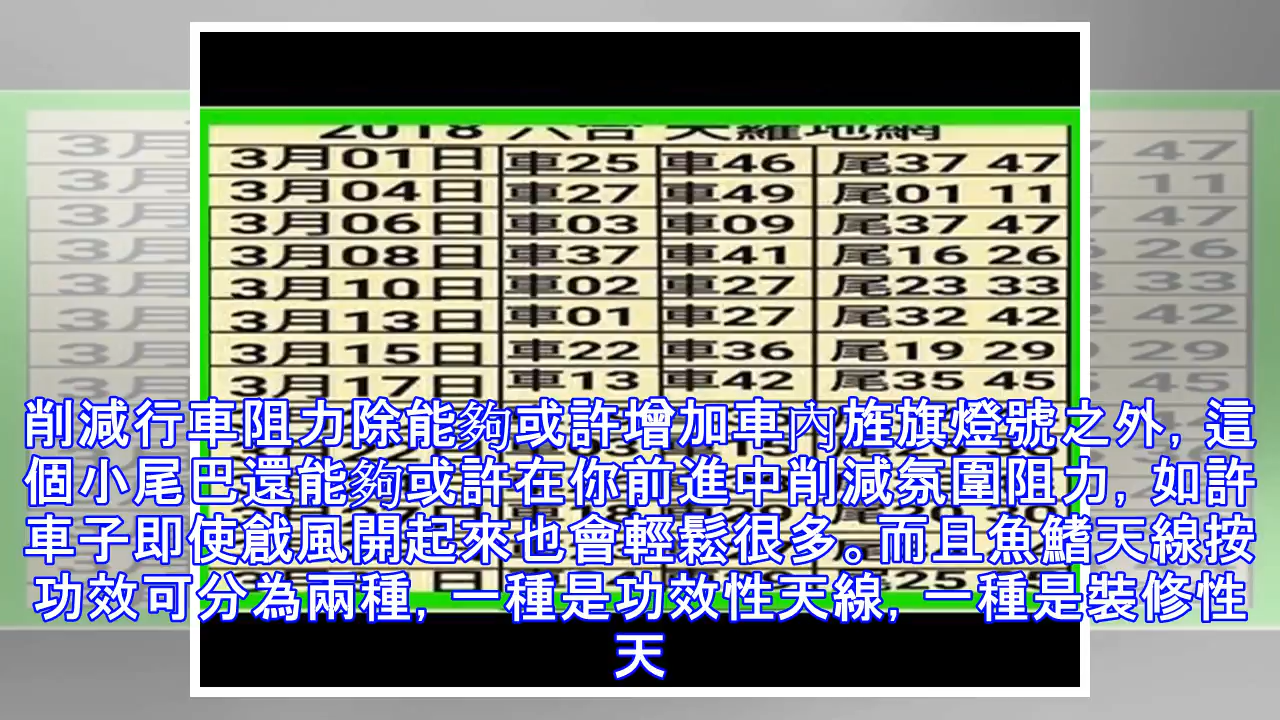 2018 六合 天羅地網
3月01日 車25 車46 尾37 47
3月04日 車27 車49 尾01 11
3月06日 車03 車09 尾37 47
3月08日 車37 車41 尾16 26
3月10日 車02 車27 尾23 33
3月13日 車01 車27 尾32 42
3月15日 車22 車36 尾19 29
3月17日 車13 車42 尾35 45
削減行車阻力除能夠或許增加車內旌旗燈號之外, 這
個小尾巴還能夠或許在你前進中削減氛圍阻力, 如許
車子即使戧風開起來也會輕鬆很多。而且魚鰭天線按
功效可分為兩種, 一種是功效性天線, 一種是裝修性
天